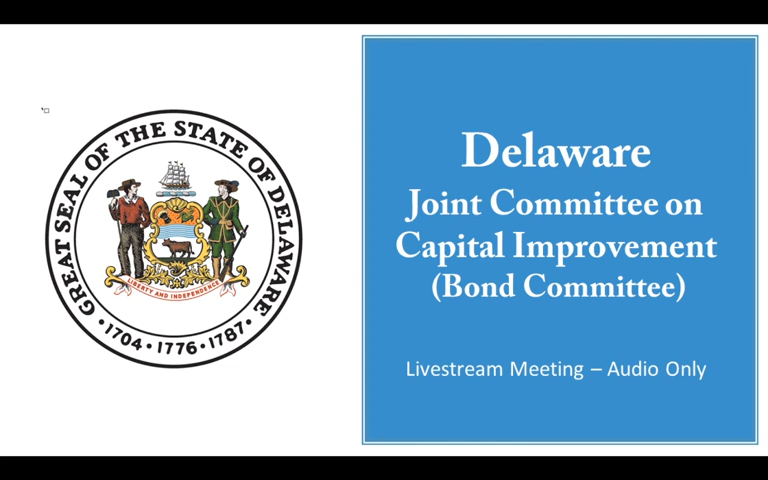 GREAT SEAL OF THE STATE OF DELAWARE
LIBERTY AND INDEPENDENCE
• 1704 • 1776 • 1787 •
Delaware
Joint Committee on
Capital Improvement
(Bond Committee)
Livestream Meeting – Audio Only